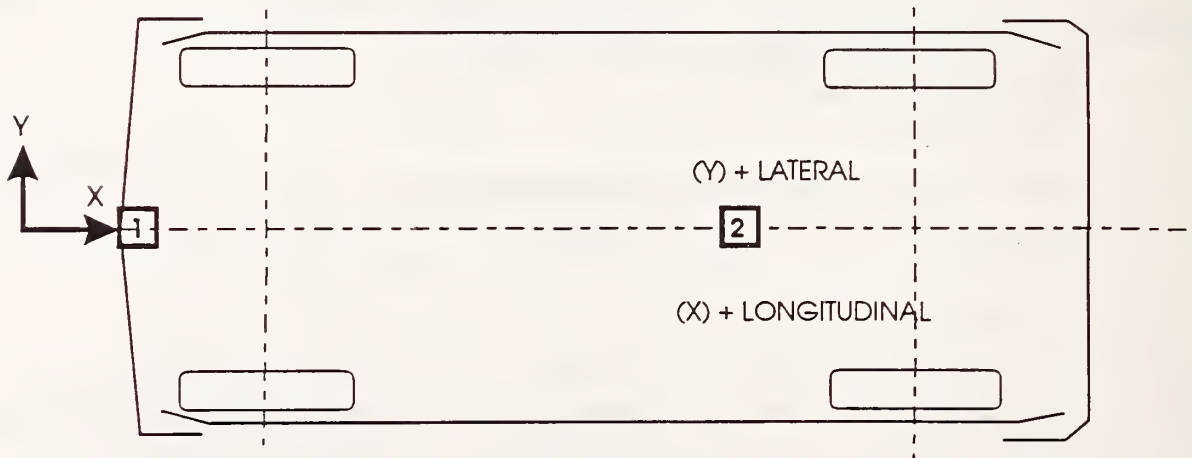 Y
(Y) + LATERAL
X
1
2
(X) + LONGITUDINAL